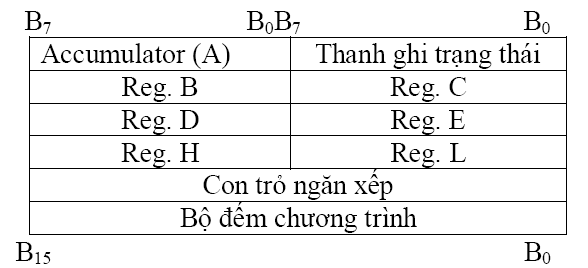 B7 B0B7 B0
Accumulator (A) Thanh ghi trạng thái
Reg. B Reg. C
Reg. D Reg. E
Reg. H Reg. L
Con trỏ ngăn xếp
Bộ đếm chương trình
B15 B0